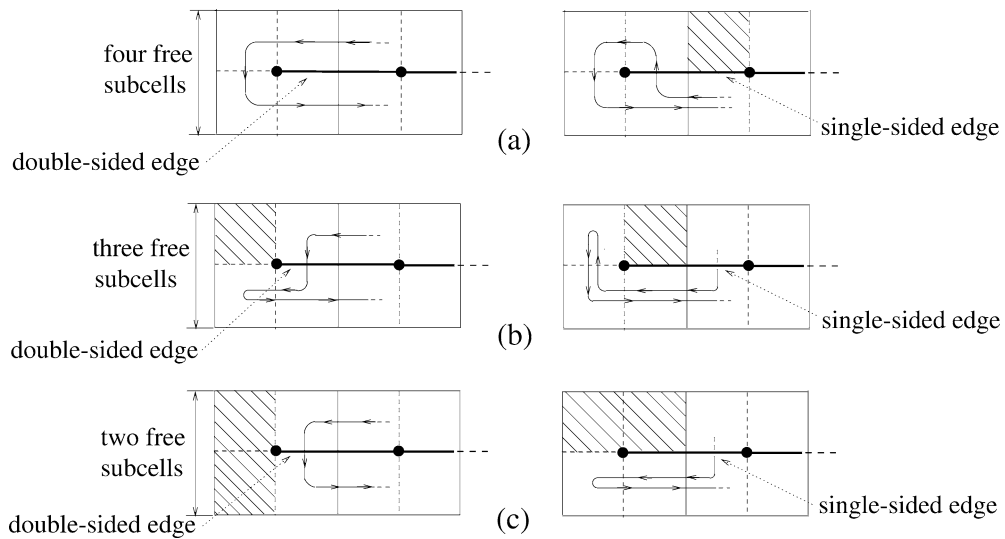 four free
subcells
double-sided edge
(a)
single-sided edge
three free
subcells
double-sided edge
(b)
single-sided edge
two free
subcells
double-sided edge
(c)
single-sided edge